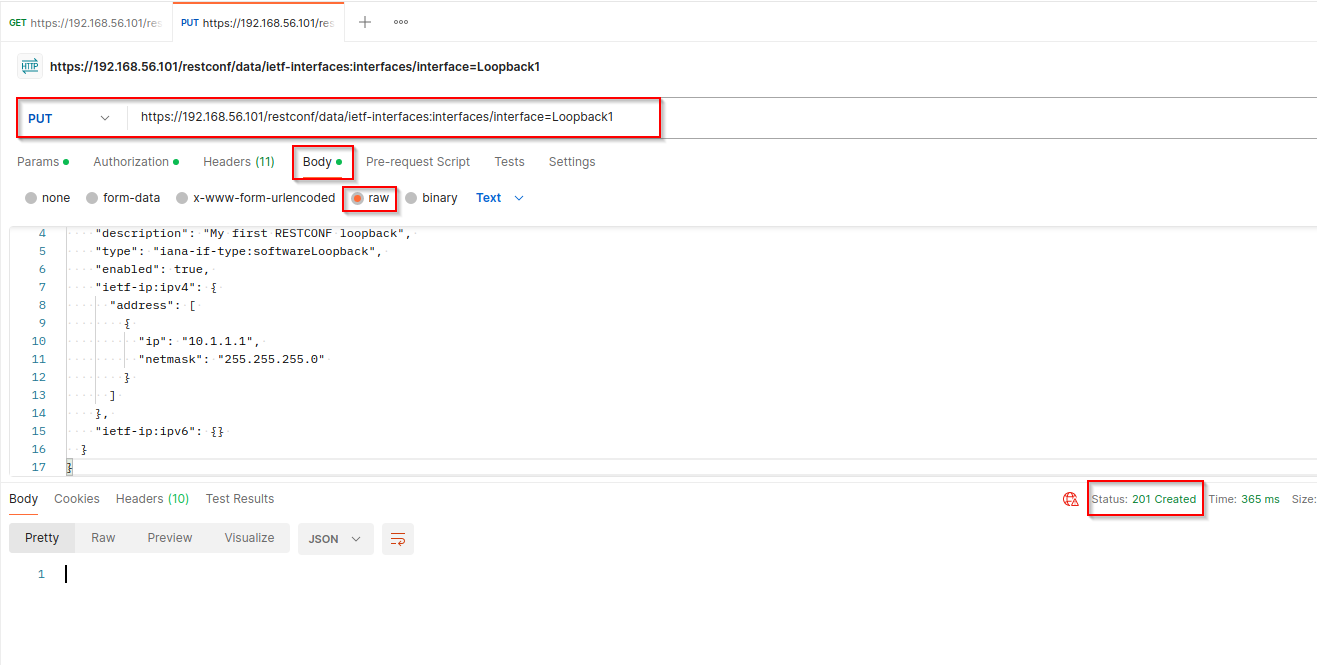 GET https://192.168.56.101/res PUT https://192.168.56.101/res
HTTP https://192.168.56.101/restconf/data/ietf-interfaces:interfaces/interface=Loopback1
PUT https://192.168.56.101/restconf/data/ietf-interfaces:interfaces/interface=Loopback1
Params Authorization Headers (11) Body Pre-request Script Tests Settings
none form-data x-www-form-urlencoded raw binary Text
4 "description": "My first RESTCONF loopback",
5 "type": "iana-if-type:softwareLoopback",
6 "enabled": true,
7 "ietf-ip:ipv4": {
8 "address": [
9 {
10 "ip": "10.1.1.1",
11 "netmask": "255.255.255.0"
12 }
13 ]
14 },
15 "ietf-ip:ipv6": {}
16 }
17 }
Body Cookies Headers (10) Test Results Status: 201 Created Time: 365 ms Size:
Pretty Raw Preview Visualize JSON
1